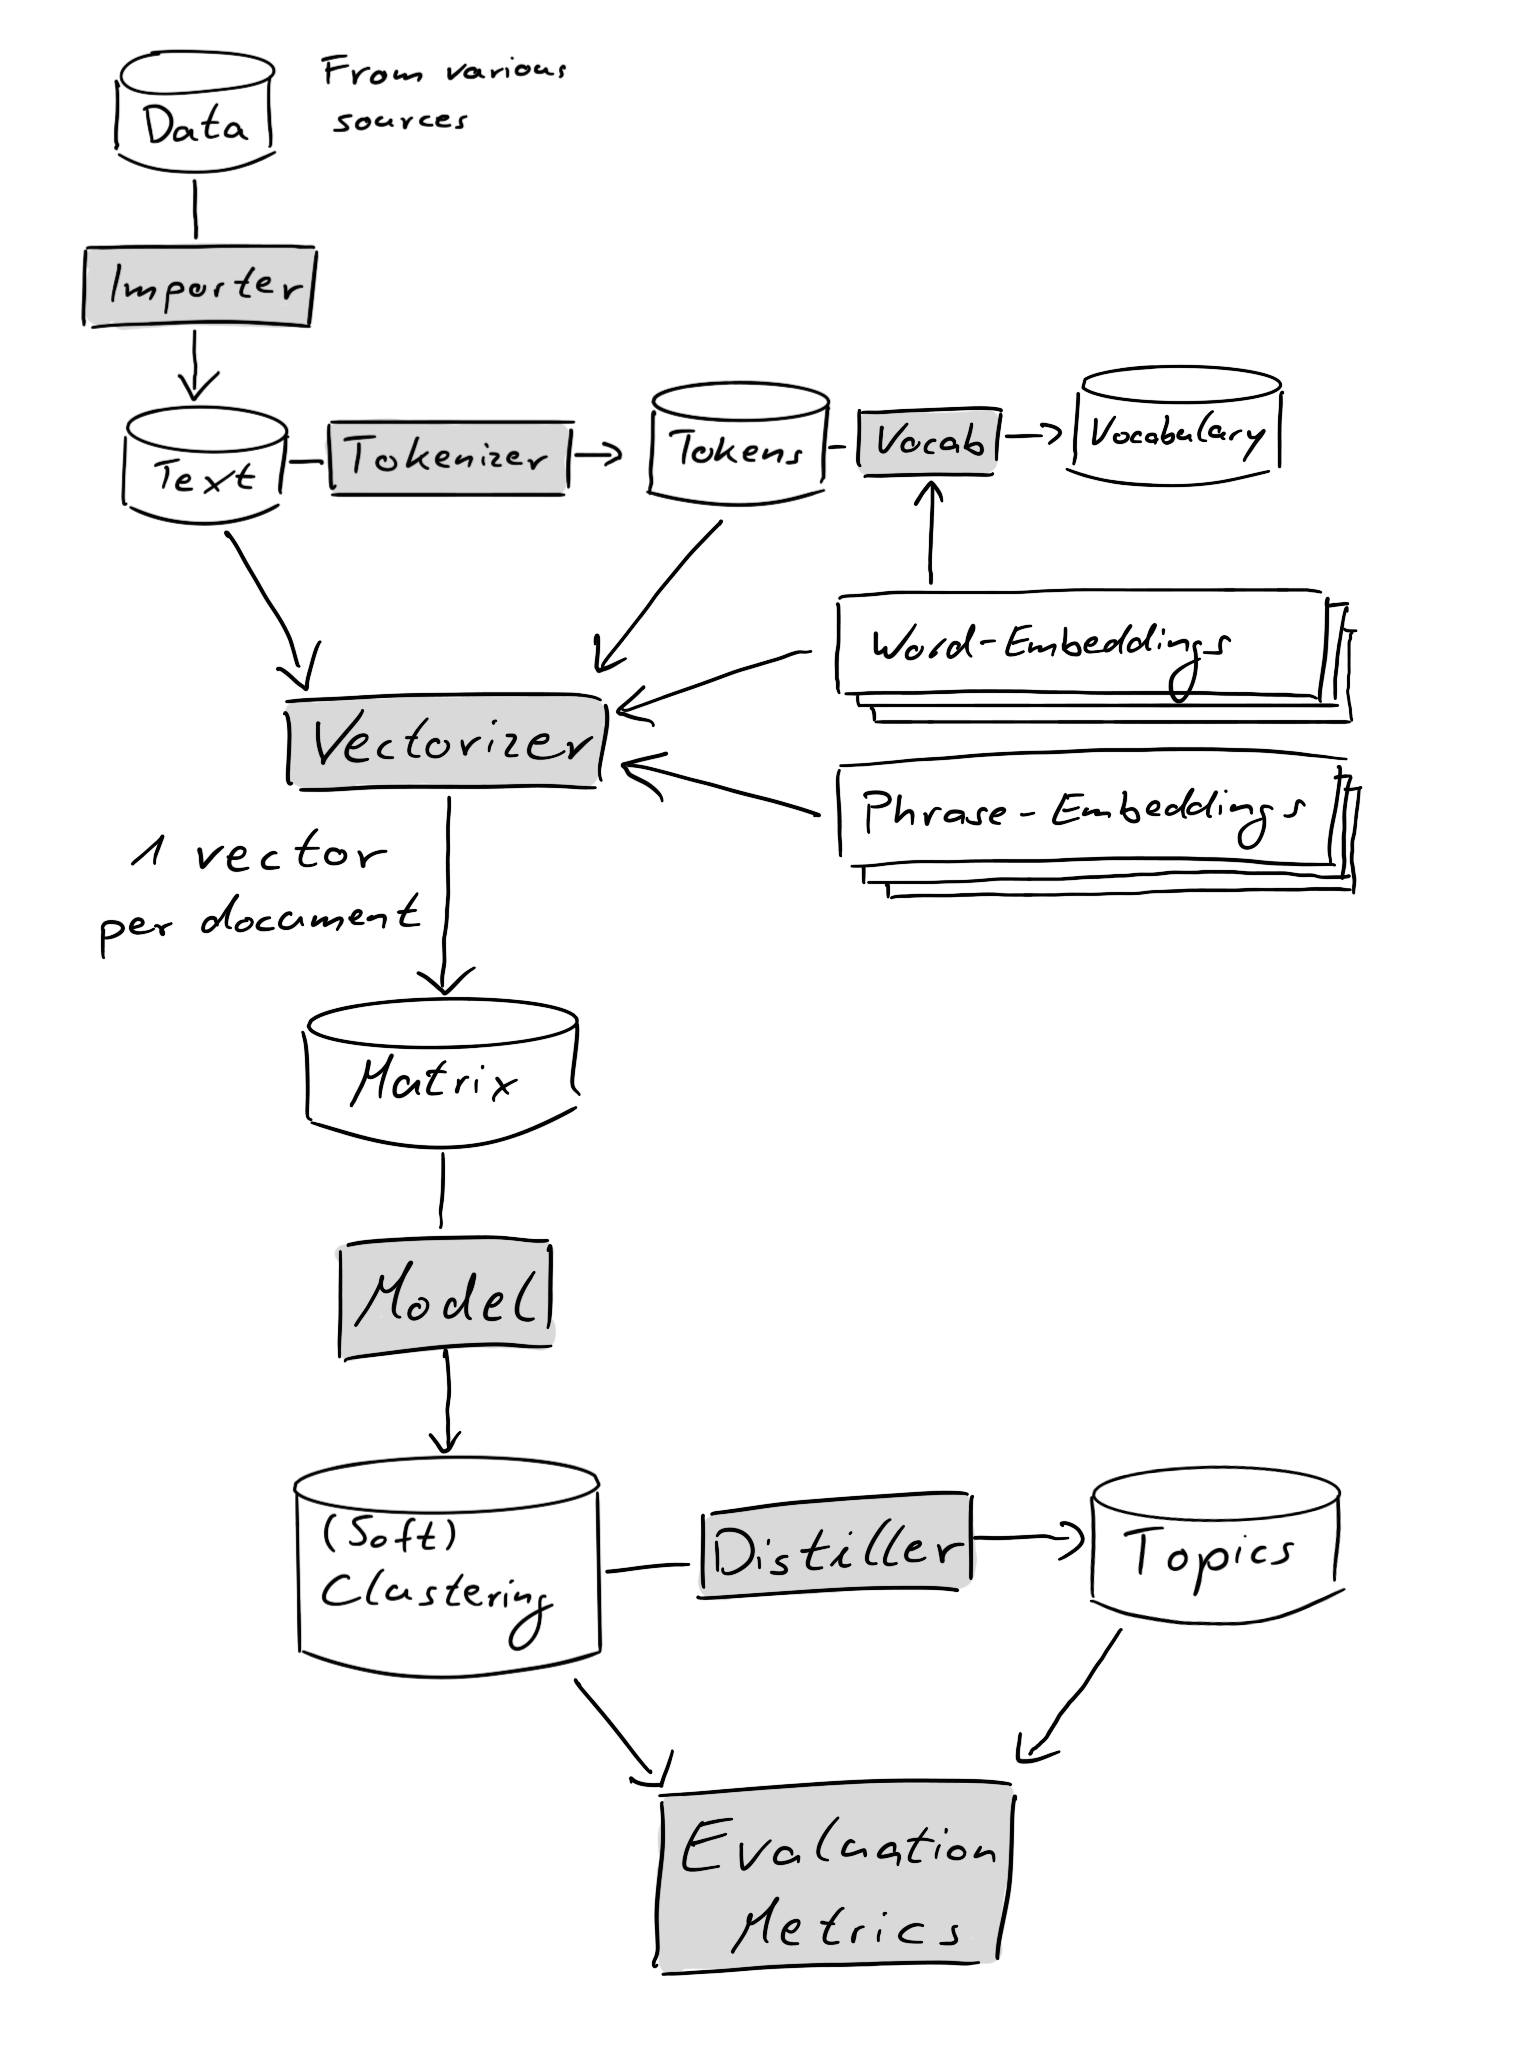 Data
From various
sources
Importer
Text
Tokenizer
Tokens
Vocab
Vocabulary
Word-Embeddings
Vectorizer
Phrase-Embeddings
1 vector
per document
Matrix
Model
(Soft)
Clustering
Distiller
Topics
Evaluation
Metrics